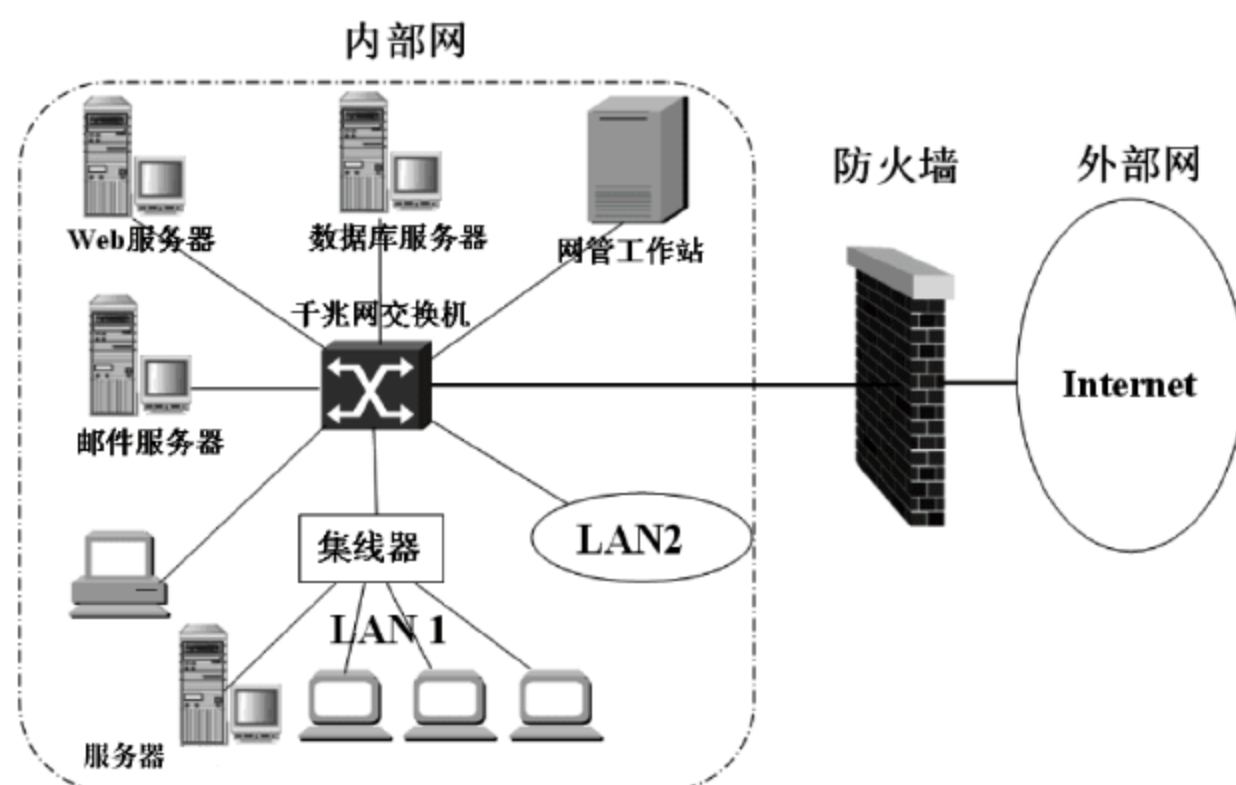 内部网
防火墙
外部网
Web服务器
数据库服务器
网管工作站
千兆网交换机
Internet
邮件服务器
集线器
LAN2
LAN 1
服务器